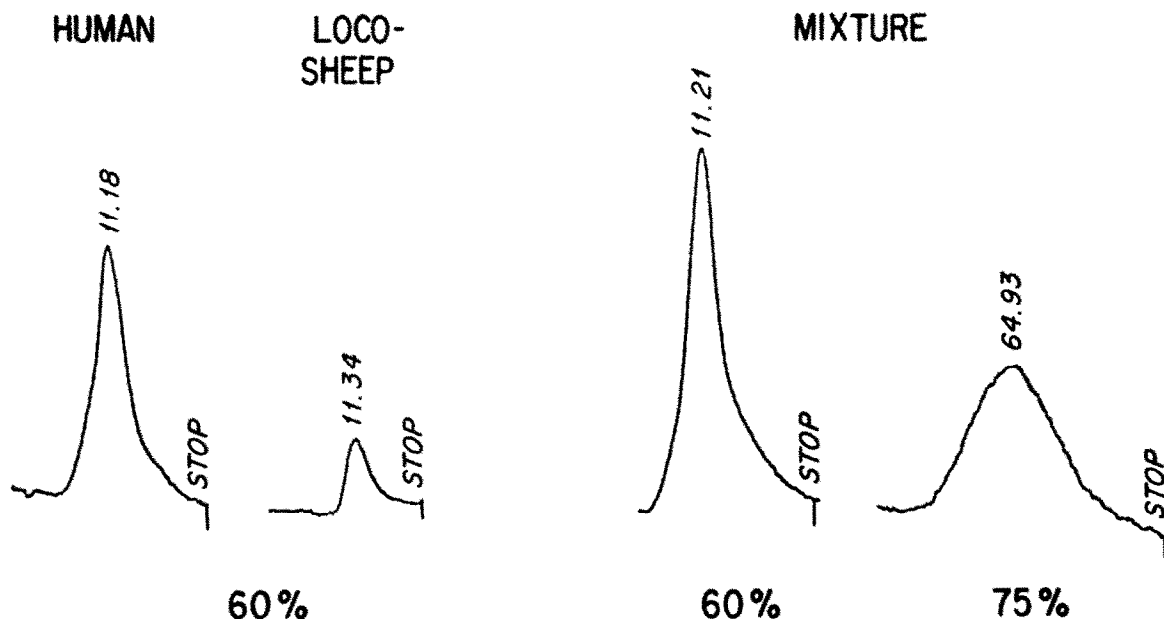 HUMAN
LOCO-
SHEEP
MIXTURE
11.18
STOP
11.34
STOP
11.21
STOP
64.93
STOP
60%
60%
75%